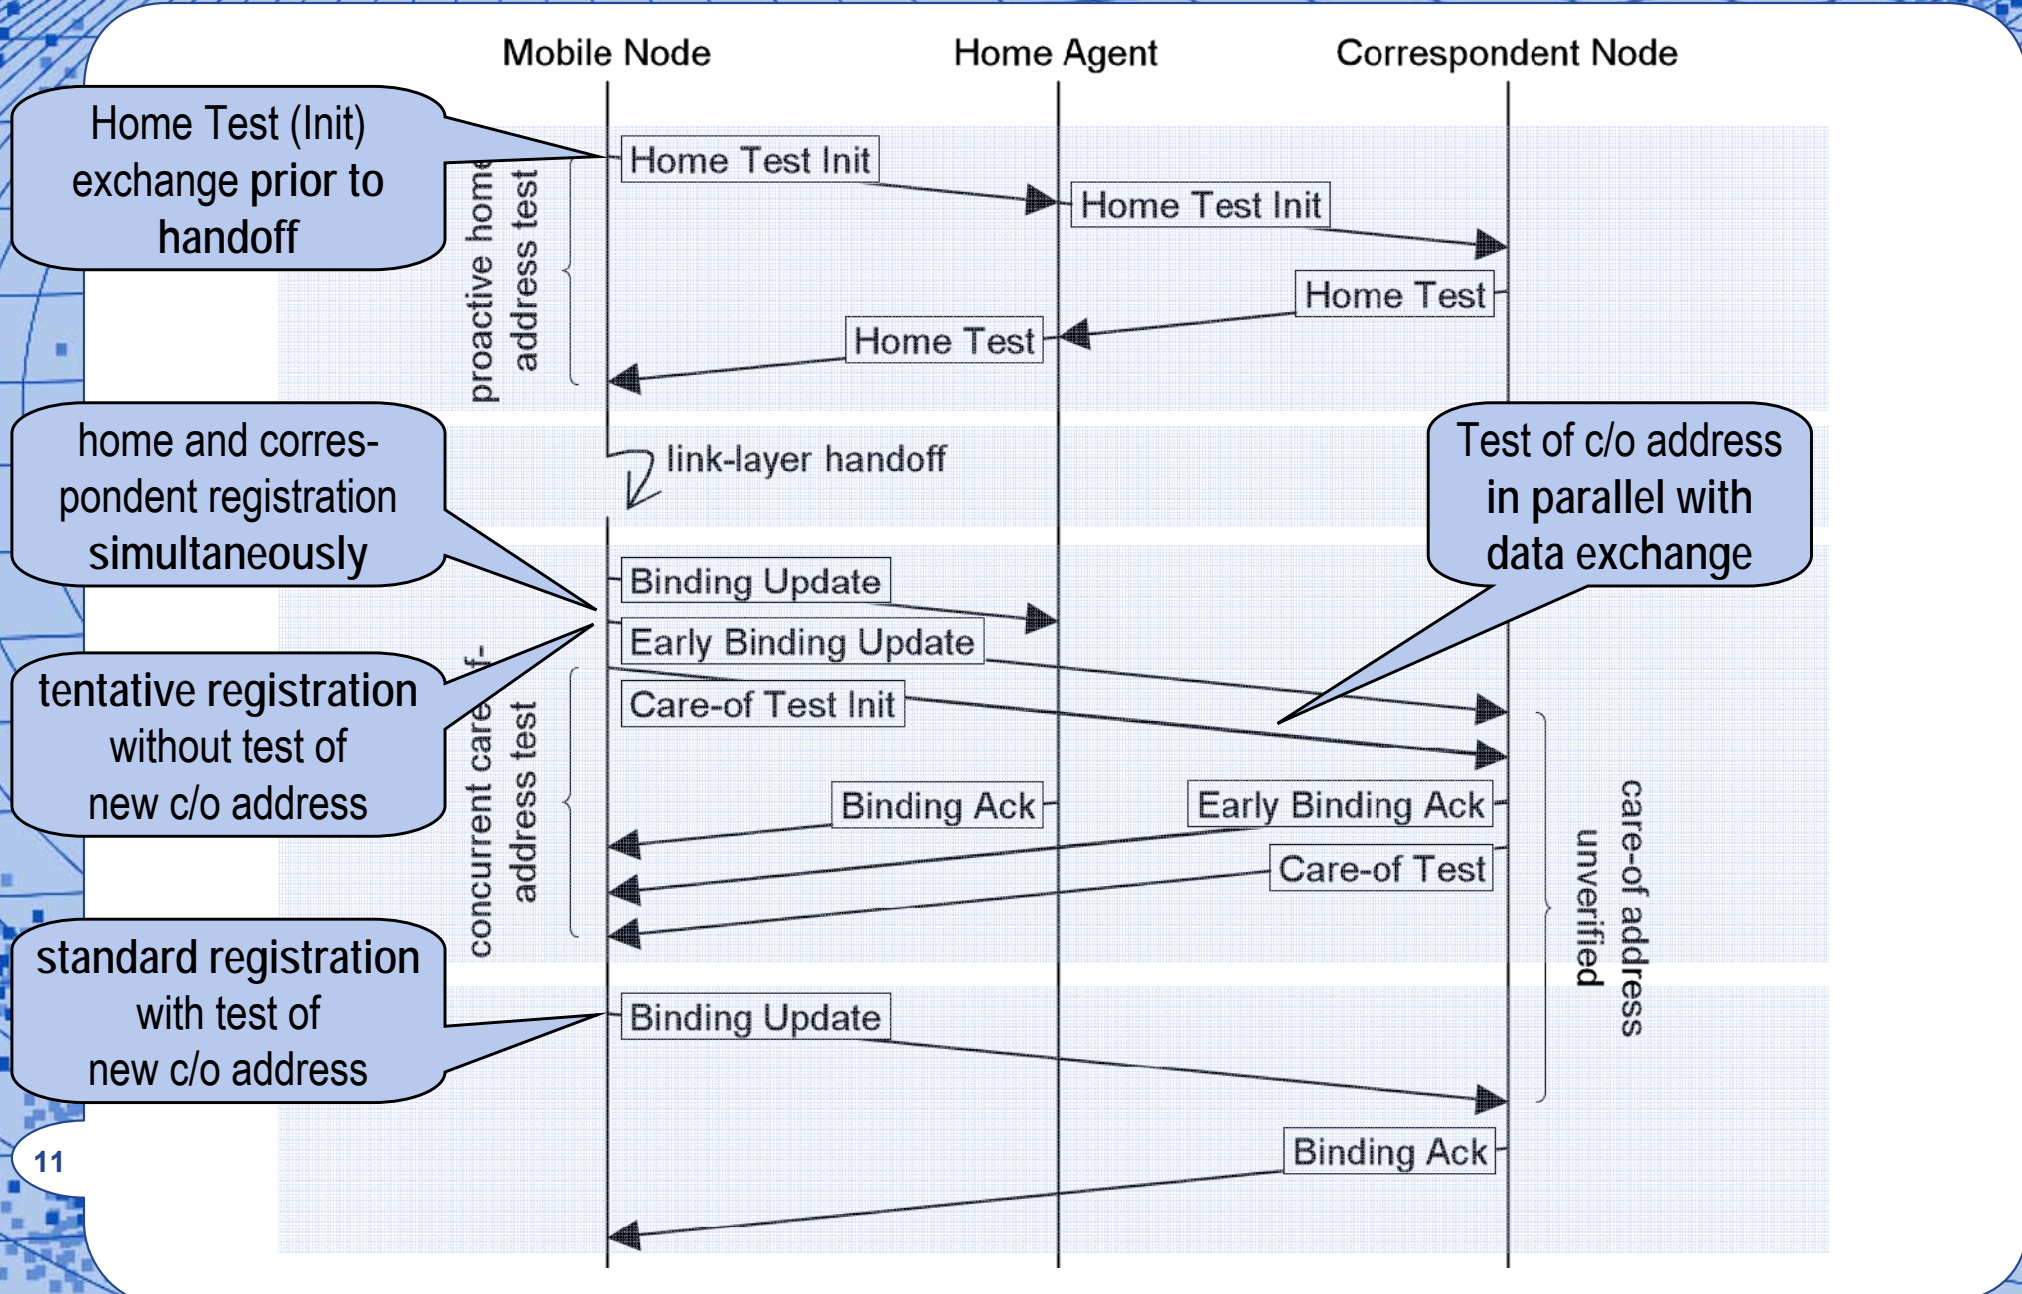 Mobile Node
Home Agent
Correspondent Node
Home Test (Init)
exchange prior to
handoff
proactive home
address test
Home Test Init
Home Test Init
Home Test
Home Test
link-layer handoff
home and corres-
pondent registration
simultaneously
Test of c/o address
in parallel with
data exchange
Binding Update
Early Binding Update
Care-of Test Init
tentative registration
without test of
new c/o address
concurrent care-of-
address test
Binding Ack
Early Binding Ack
Care-of Test
care-of address
unverified
standard registration
with test of
new c/o address
Binding Update
Binding Ack
11